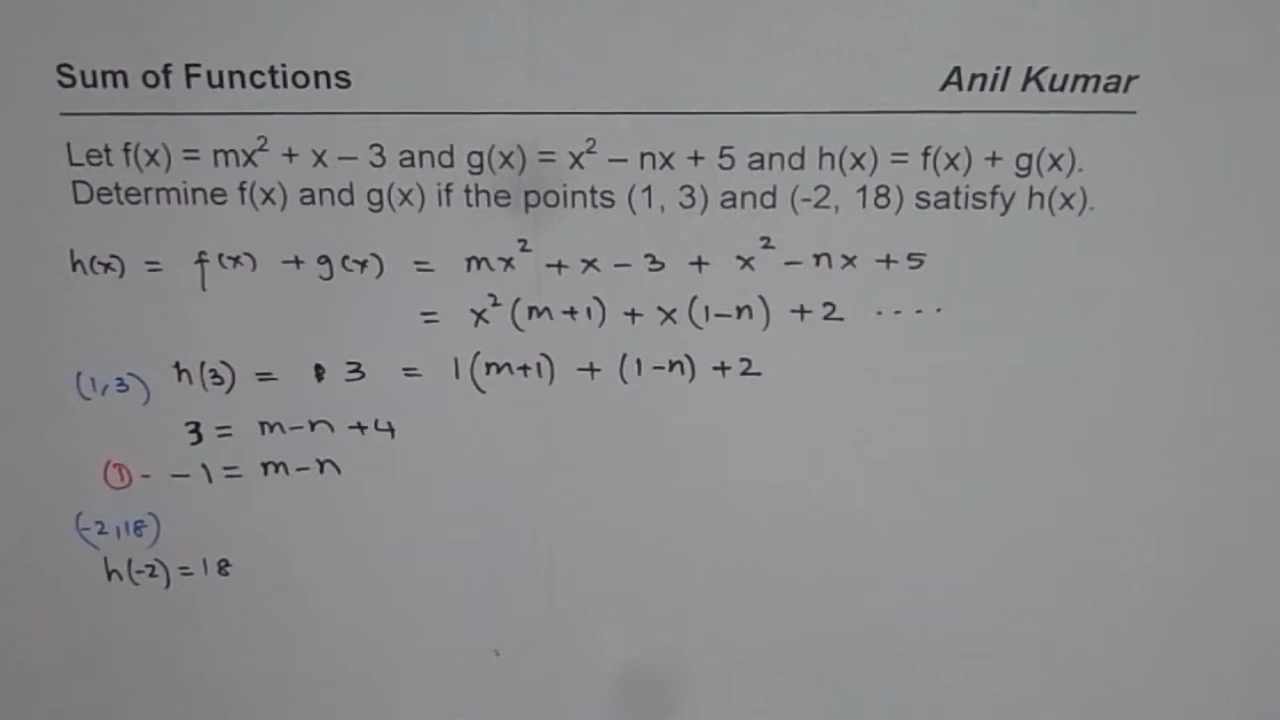 Sum of Functions Anil Kumar
Let f(x) = mx² + x – 3 and g(x) = x² – nx + 5 and h(x) = f(x) + g(x).
Determine f(x) and g(x) if the points (1, 3) and (-2, 18) satisfy h(x).
h(x) = f(x) + g(x) = mx² + x – 3 + x² – nx + 5
= x²(m+1) + x(1–n) + 2 ....
(1,3) h(3) = 3 = 1(m+1) + (1–n) + 2
3 = m–n+4
① - –1 = m–n
(-2,18)
h(-2) = 18